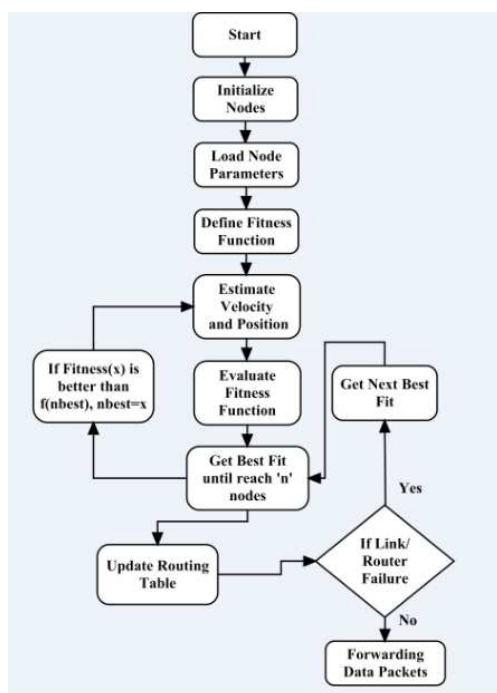 Start
Initialize
Nodes
Load Node
Parameters
Define Fitness
Function
Estimate
Velocity
and Position
If Fitness(x) is
better than
f(nbest), nbest=x
Evaluate
Fitness
Function
Get Next Best
Fit
Get Best Fit
until reach 'n'
nodes
Yes
Update Routing
Table
If Link/
Router
Failure
No
Forwarding
Data Packets